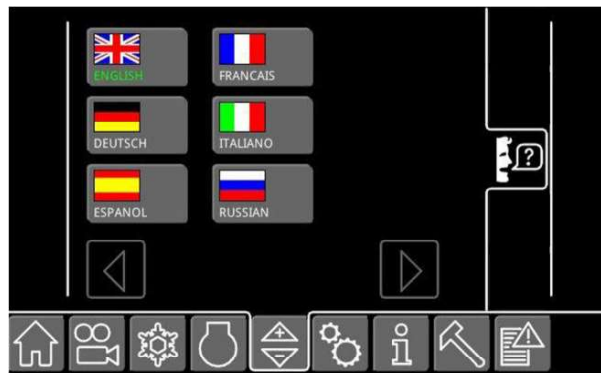 ENGLISH
FRANCAIS
DEUTSCH
ITALIANO
ESPANOL
RUSSIAN
?
i